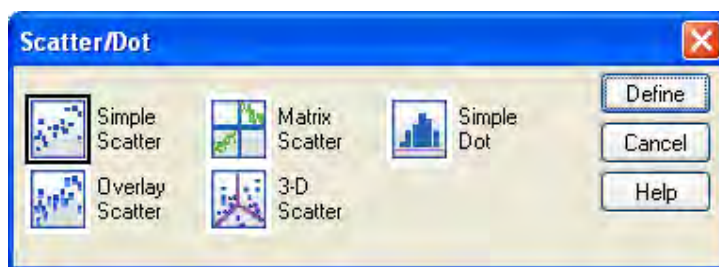 Scatter/Dot
Simple
Scatter
Matrix
Scatter
Simple
Dot
Overlay
Scatter
3-D
Scatter
Define
Cancel
Help